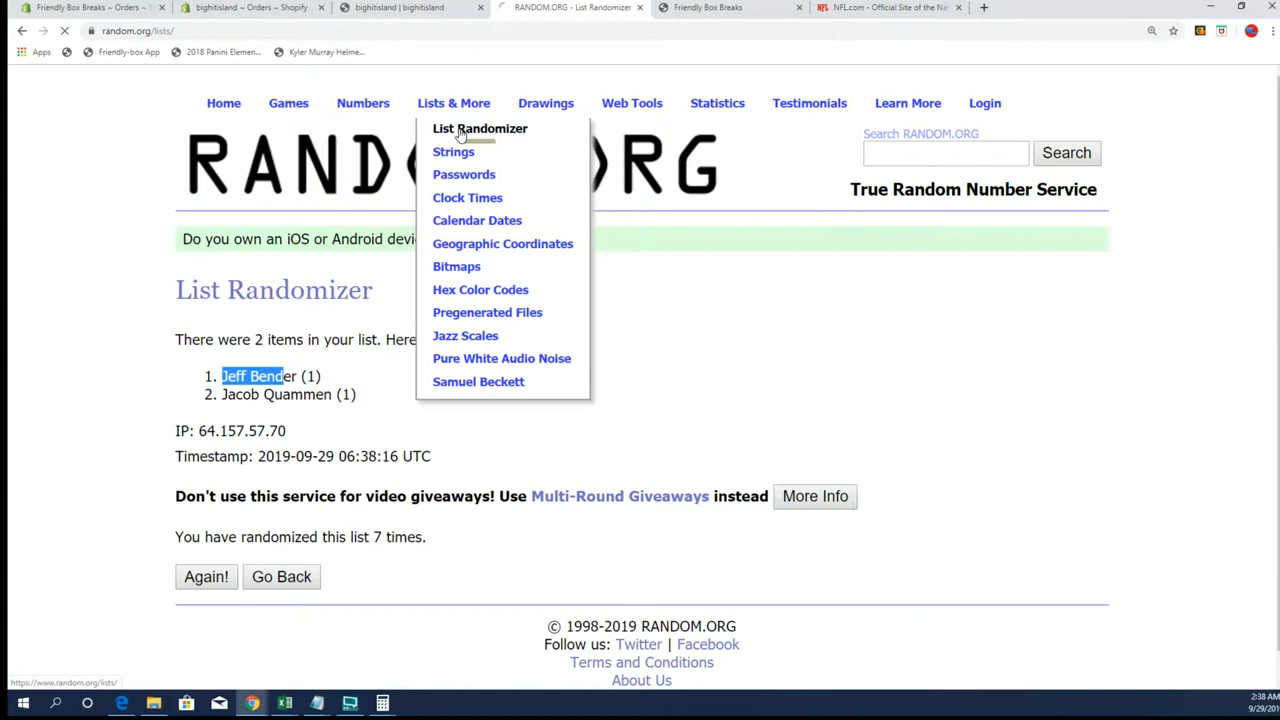 Friendly Box Breaks ~ Orders ~ S
bighitisland ~ Orders ~ Shopify
bighitisland | bighitisland
RANDOM.ORG - List Randomizer
Friendly Box Breaks
NFL.com - Official Site of the Na
random.org/lists/
Apps
Friendly-box App
2018 Panini Elemen...
Kyler Murray Helme...
Home
Games
Numbers
Lists & More
Drawings
Web Tools
Statistics
Testimonials
Learn More
Login
List Randomizer
Strings
Passwords
Clock Times
Calendar Dates
Geographic Coordinates
Bitmaps
Hex Color Codes
Pregenerated Files
Jazz Scales
Pure White Audio Noise
Samuel Beckett
RAND RG
Search RANDOM.ORG
Search
True Random Number Service
Do you own an iOS or Android devi
List Randomizer
There were 2 items in your list. Here
1. Jeff Bender (1)
2. Jacob Quammen (1)
IP: 64.157.57.70
Timestamp: 2019-09-29 06:38:16 UTC
Don't use this service for video giveaways! Use Multi-Round Giveaways instead
More Info
You have randomized this list 7 times.
Again!
Go Back
© 1998-2019 RANDOM.ORG
Follow us: Twitter | Facebook
Terms and Conditions
About Us
https://www.random.org/lists/
2:38 AM
9/29/201